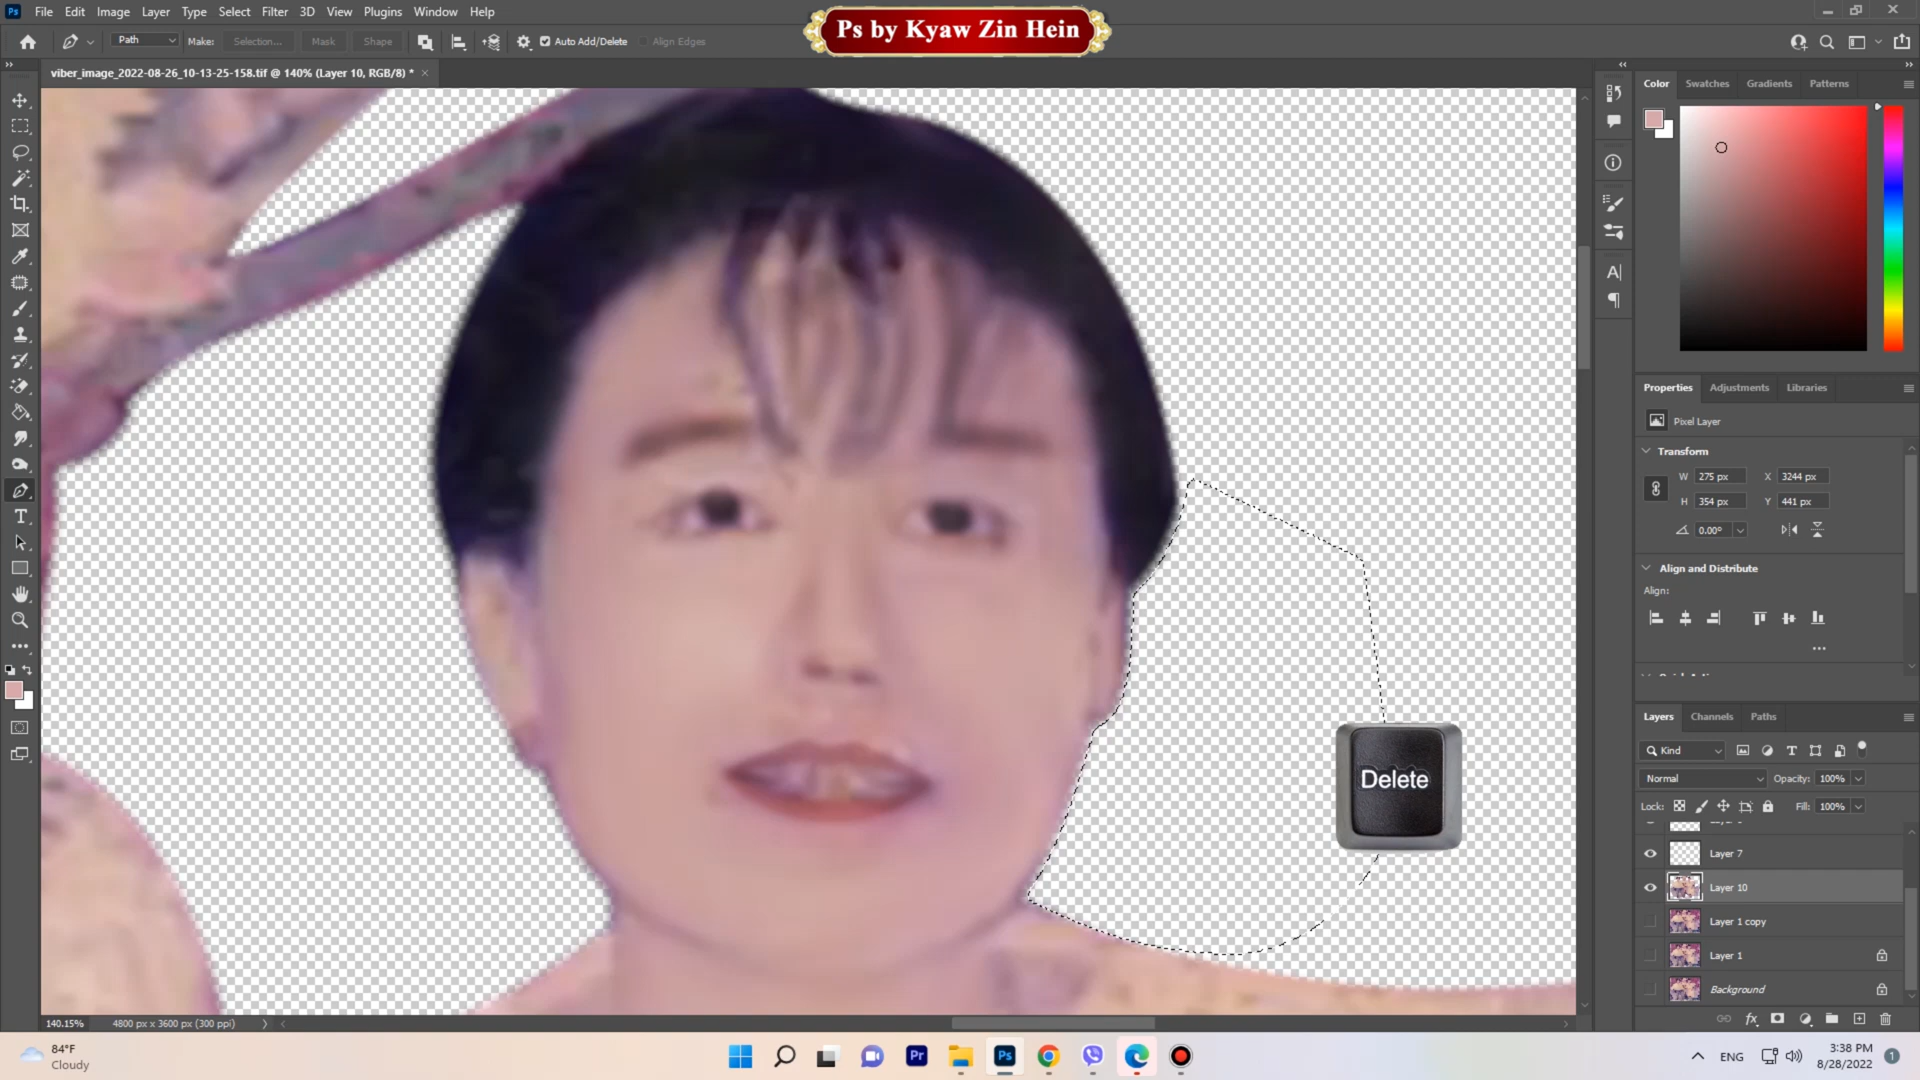 File Edit Image Layer Type Select Filter 3D View Plugins Window Help
Ps by Kyaw Zin Hein
Path Make: Selection... Mask Shape Auto Add/Delete Align Edges
viber_image_2022-08-26_10-13-25-158.tif @ 140% (Layer 10, RGB/8) *
Color Swatches Gradients Patterns
Properties Adjustments Libraries
Pixel Layer
Transform
W 275 px X 3244 px
H 354 px Y 441 px
0.00°
Align and Distribute
Align:
Delete
Layers Channels Paths
Kind
Normal Opacity: 100%
Lock: Fill: 100%
Layer 7
Layer 10
Layer 1 copy
Layer 1
Background
140.15% 4800 px x 3600 px (300 ppi)
84°F
Cloudy
Pr Ps
ENG
3:38 PM
8/28/2022
1